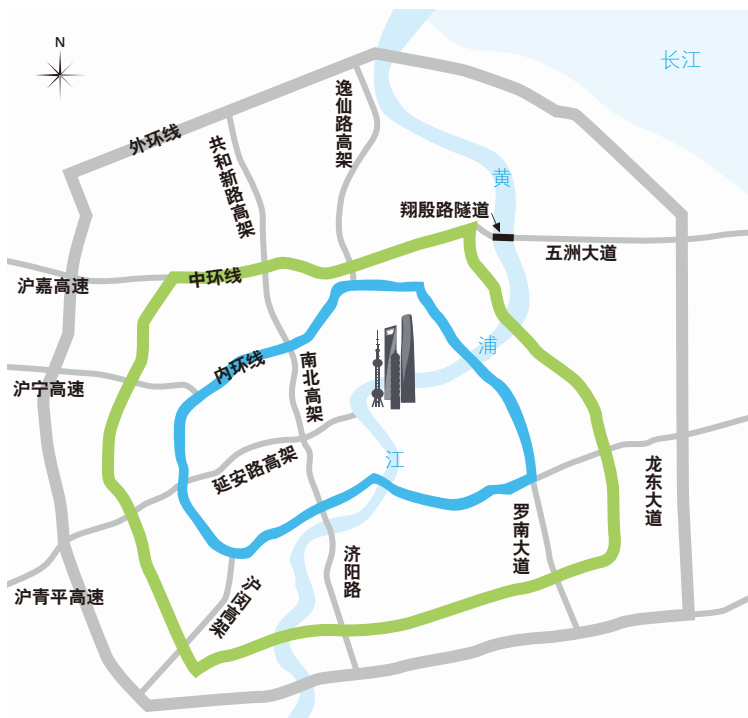 N
长江
外环线
逸仙路高架
共和新路高架
黄
翔殷路隧道
五洲大道
中环线
沪嘉高速
浦
内环线
沪宁高速
南北高架
江
延安路高架
龙东大道
罗南大道
济阳路
沪青平高速
沪闵高架